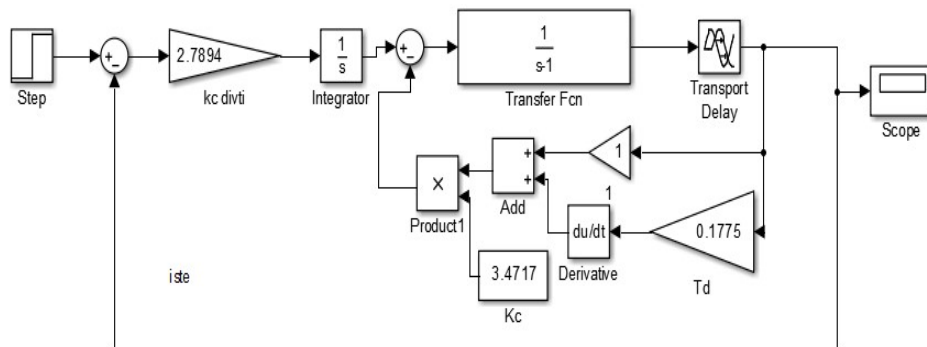 Step
+
−
2.7894
kc divti
1
s
Integrator
+
−
1
s-1
Transfer Fcn
Transport
Delay
Scope
1
1
+
+
Add
×
Product1
du/dt
Derivative
0.1775
Td
3.4717
Kc
iste